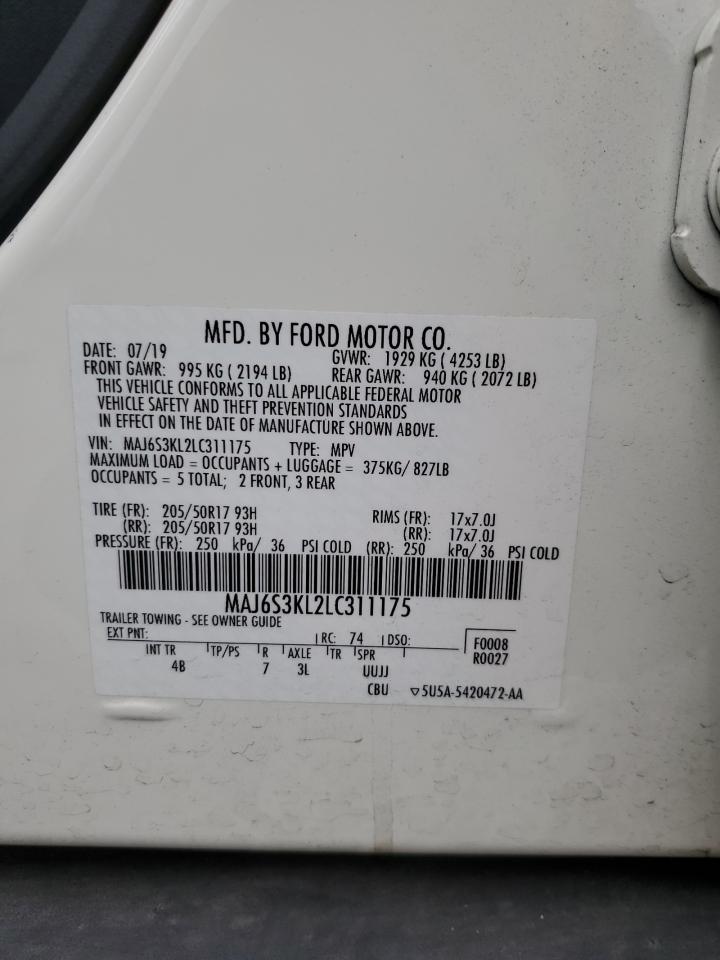 MFD. BY FORD MOTOR CO.
DATE: 07/19 GVWR: 1929 KG ( 4253 LB)
FRONT GAWR: 995 KG ( 2194 LB) REAR GAWR: 940 KG ( 2072 LB)
THIS VEHICLE CONFORMS TO ALL APPLICABLE FEDERAL MOTOR
VEHICLE SAFETY AND THEFT PREVENTION STANDARDS
IN EFFECT ON THE DATE OF MANUFACTURE SHOWN ABOVE.
VIN: MAJ6S3KL2LC311175 TYPE: MPV
MAXIMUM LOAD = OCCUPANTS + LUGGAGE = 375KG/ 827LB
OCCUPANTS = 5 TOTAL; 2 FRONT, 3 REAR
TIRE (FR): 205/50R17 93H RIMS (FR): 17x7.0J
(RR): 205/50R17 93H (RR): 17x7.0J
PRESSURE (FR): 250 kPa/ 36 PSI COLD (RR): 250 kPa/ 36 PSI COLD
MAJ6S3KL2LC311175
TRAILER TOWING - SEE OWNER GUIDE
EXT PNT: RC: 74 DSO: F0008
INT TR TP/PS R AXLE TR SPR R0027
4B 7 3L UUJJ
CBU ▽5U5A-5420472-AA